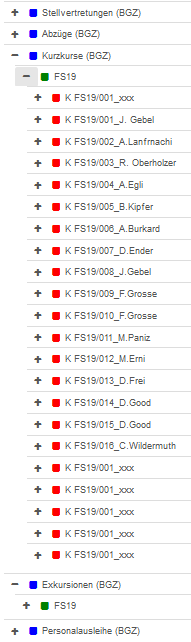 Stellvertretungen (BGZ)
Abzüge (BGZ)
Kurzkurse (BGZ)
FS19
K FS19/001_xxx
K FS19/001_J. Gebel
K FS19/002_A.Lanfrnachi
K FS19/003_R. Oberholzer
K FS19/004_A.Egli
K FS19/005_B.Kipfer
K FS19/006_A.Burkard
K FS19/007_D.Ender
K FS19/008_J.Gebel
K FS19/009_F.Grosse
K FS19/010_F.Grosse
K FS19/011_M.Paniz
K FS19/012_M.Erni
K FS19/013_D.Frei
K FS19/014_D.Good
K FS19/015_D.Good
K FS19/016_C.Wildermuth
K FS19/001_xxx
K FS19/001_xxx
K FS19/001_xxx
K FS19/001_xxx
K FS19/001_xxx
Exkursionen (BGZ)
FS19
Personalausleihe (BGZ)